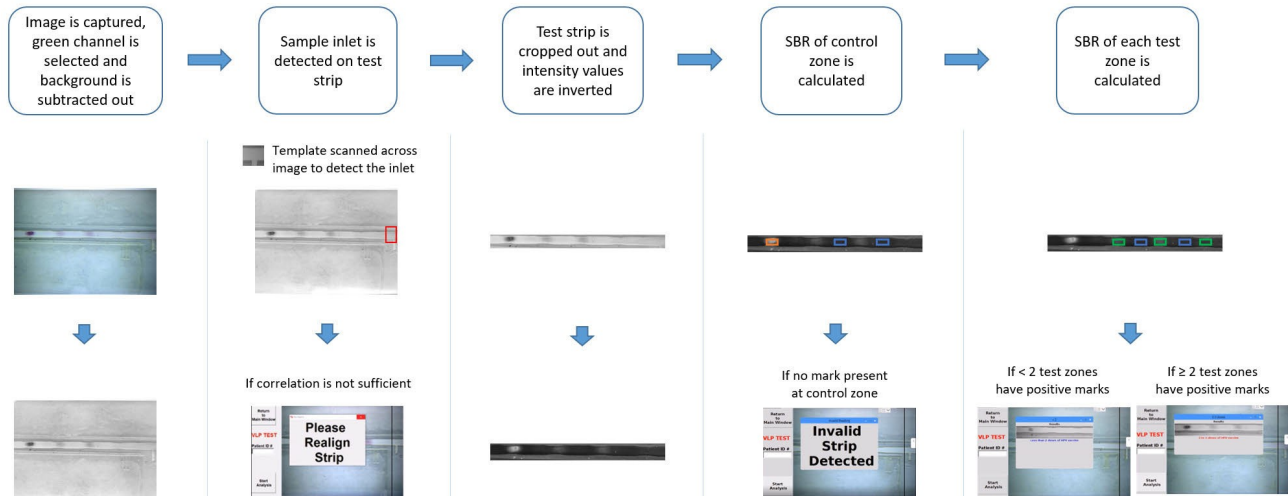 Image is captured,
green channel is
selected and
background is
subtracted out
Sample inlet is
detected on test
strip
Test strip is
cropped out and
intensity values
are inverted
SBR of control
zone is
calculated
SBR of each test
zone is
calculated
Template scanned across
image to detect the inlet
If correlation is not sufficient
Return
to
Main Window
VLP TEST
Patient ID #
Start
Analysis
Please
Realign
Strip
If no mark present
at control zone
Return
to
Main Window
VLP TEST
Patient ID #
Start
Analysis
Invalid
Strip
Detected
If < 2 test zones
have positive marks
Return
to
Main Window
VLP TEST
Patient ID #
Start
Analysis
Results
If ≥ 2 test zones
have positive marks
Return
to
Main Window
VLP TEST
Patient ID #
Start
Analysis
Results